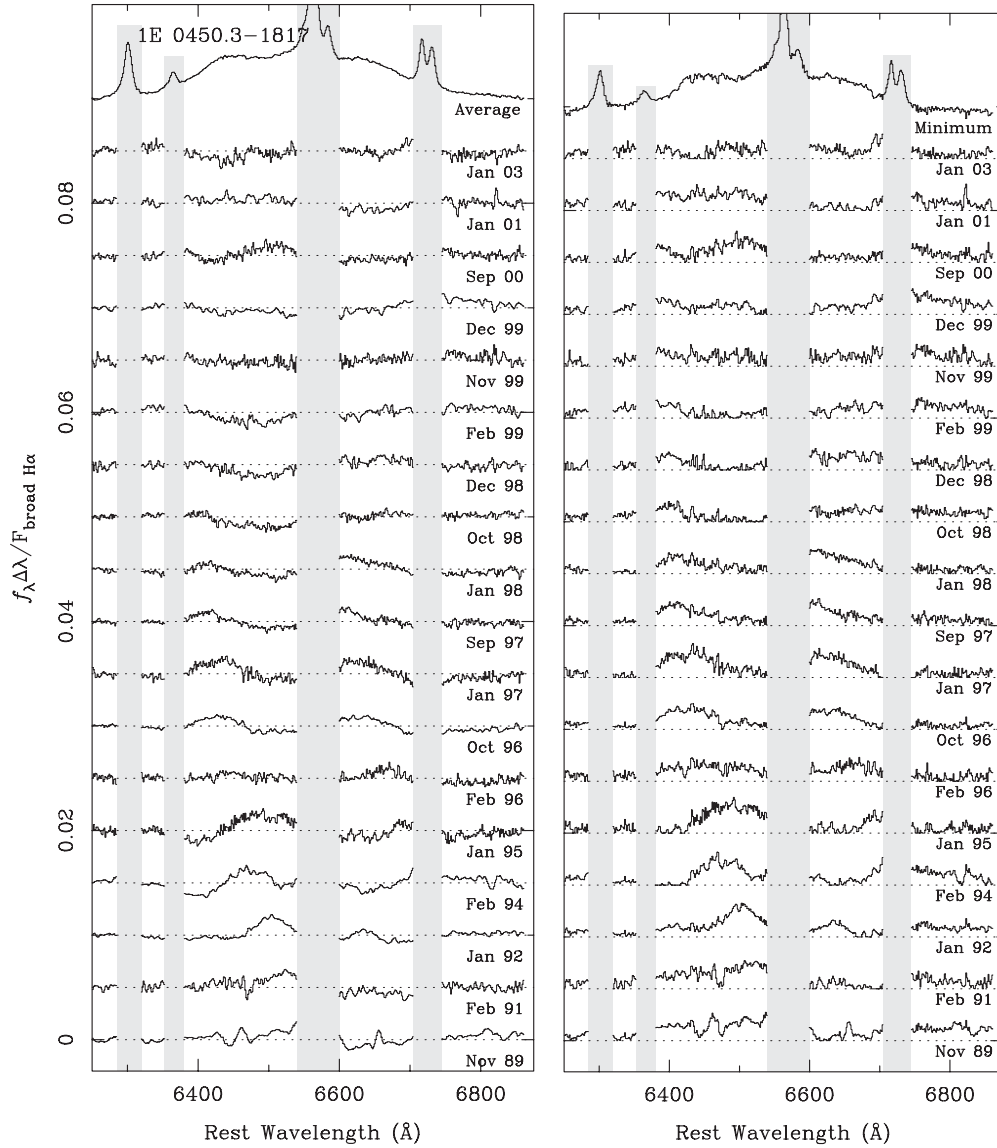 1E 0450.3−1817
Average
Jan 03
Jan 01
Sep 00
Dec 99
Nov 99
Feb 99
Dec 98
Oct 98
Jan 98
Sep 97
Jan 97
Oct 96
Feb 96
Jan 95
Feb 94
Jan 92
Feb 91
Nov 89
0.08
0.06
0.04
0.02
0
fλΔλ/Fbroad Hα
6400 6600 6800
Rest Wavelength (Å)
Minimum
Jan 03
Jan 01
Sep 00
Dec 99
Nov 99
Feb 99
Dec 98
Oct 98
Jan 98
Sep 97
Jan 97
Oct 96
Feb 96
Jan 95
Feb 94
Jan 92
Feb 91
Nov 89
6400 6600 6800
Rest Wavelength (Å)